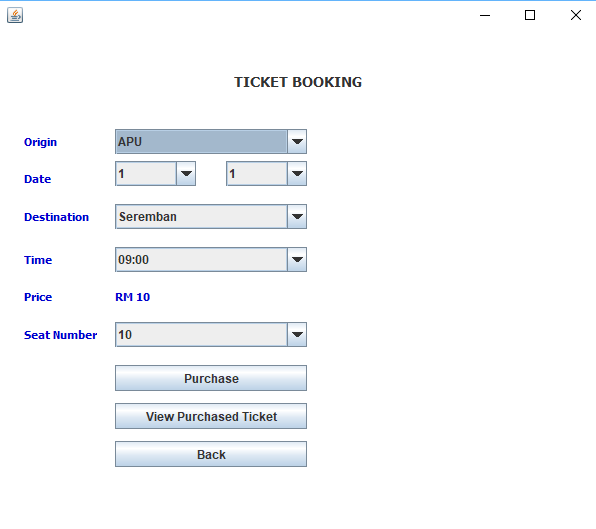 TICKET BOOKING
Origin APU
Date 1 1
Destination Seremban
Time 09:00
Price RM 10
Seat Number 10
Purchase
View Purchased Ticket
Back